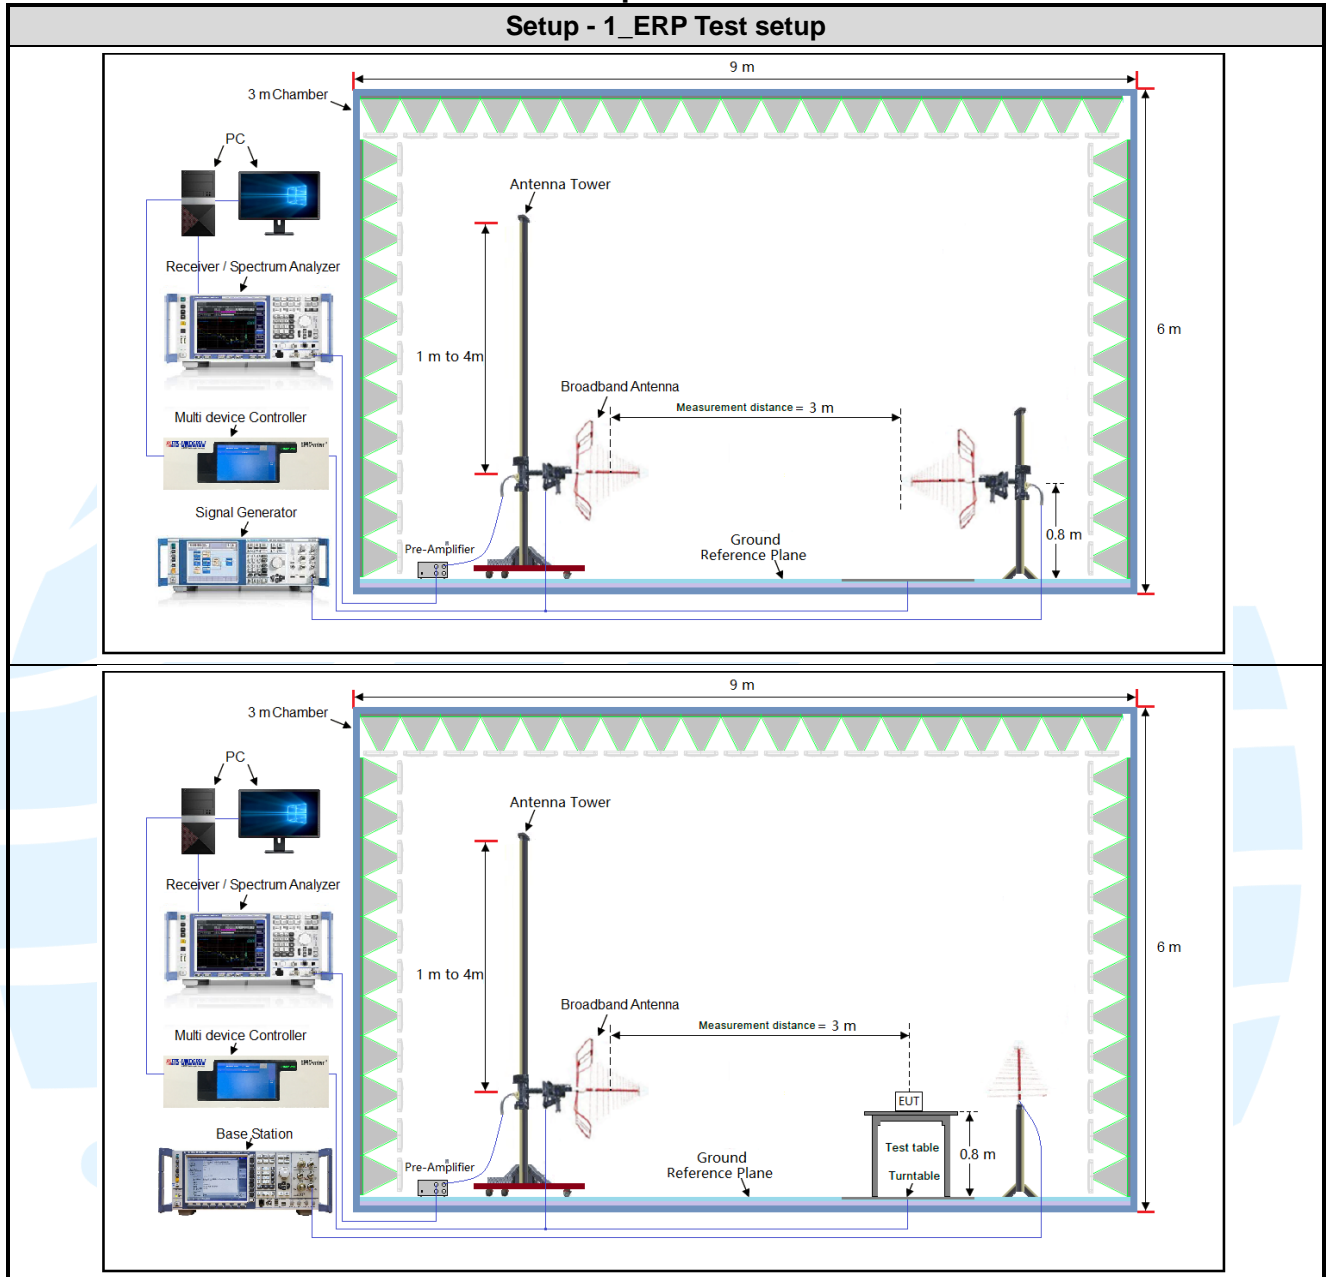 Setup - 1_ERP Test setup
9 m
3 m Chamber
PC
Antenna Tower
Receiver / Spectrum Analyzer
6 m
1 m to 4m
Broadband Antenna
Measurement distance = 3 m
Multi device Controller
Signal Generator
Pre-Amplifier
Ground
Reference Plane
0.8 m
9 m
3 m Chamber
PC
Antenna Tower
Receiver / Spectrum Analyzer
6 m
1 m to 4m
Broadband Antenna
Measurement distance = 3 m
Multi device Controller
EUT
Base Station
Test table
0.8 m
Ground
Reference Plane
Pre-Amplifier
Turntable